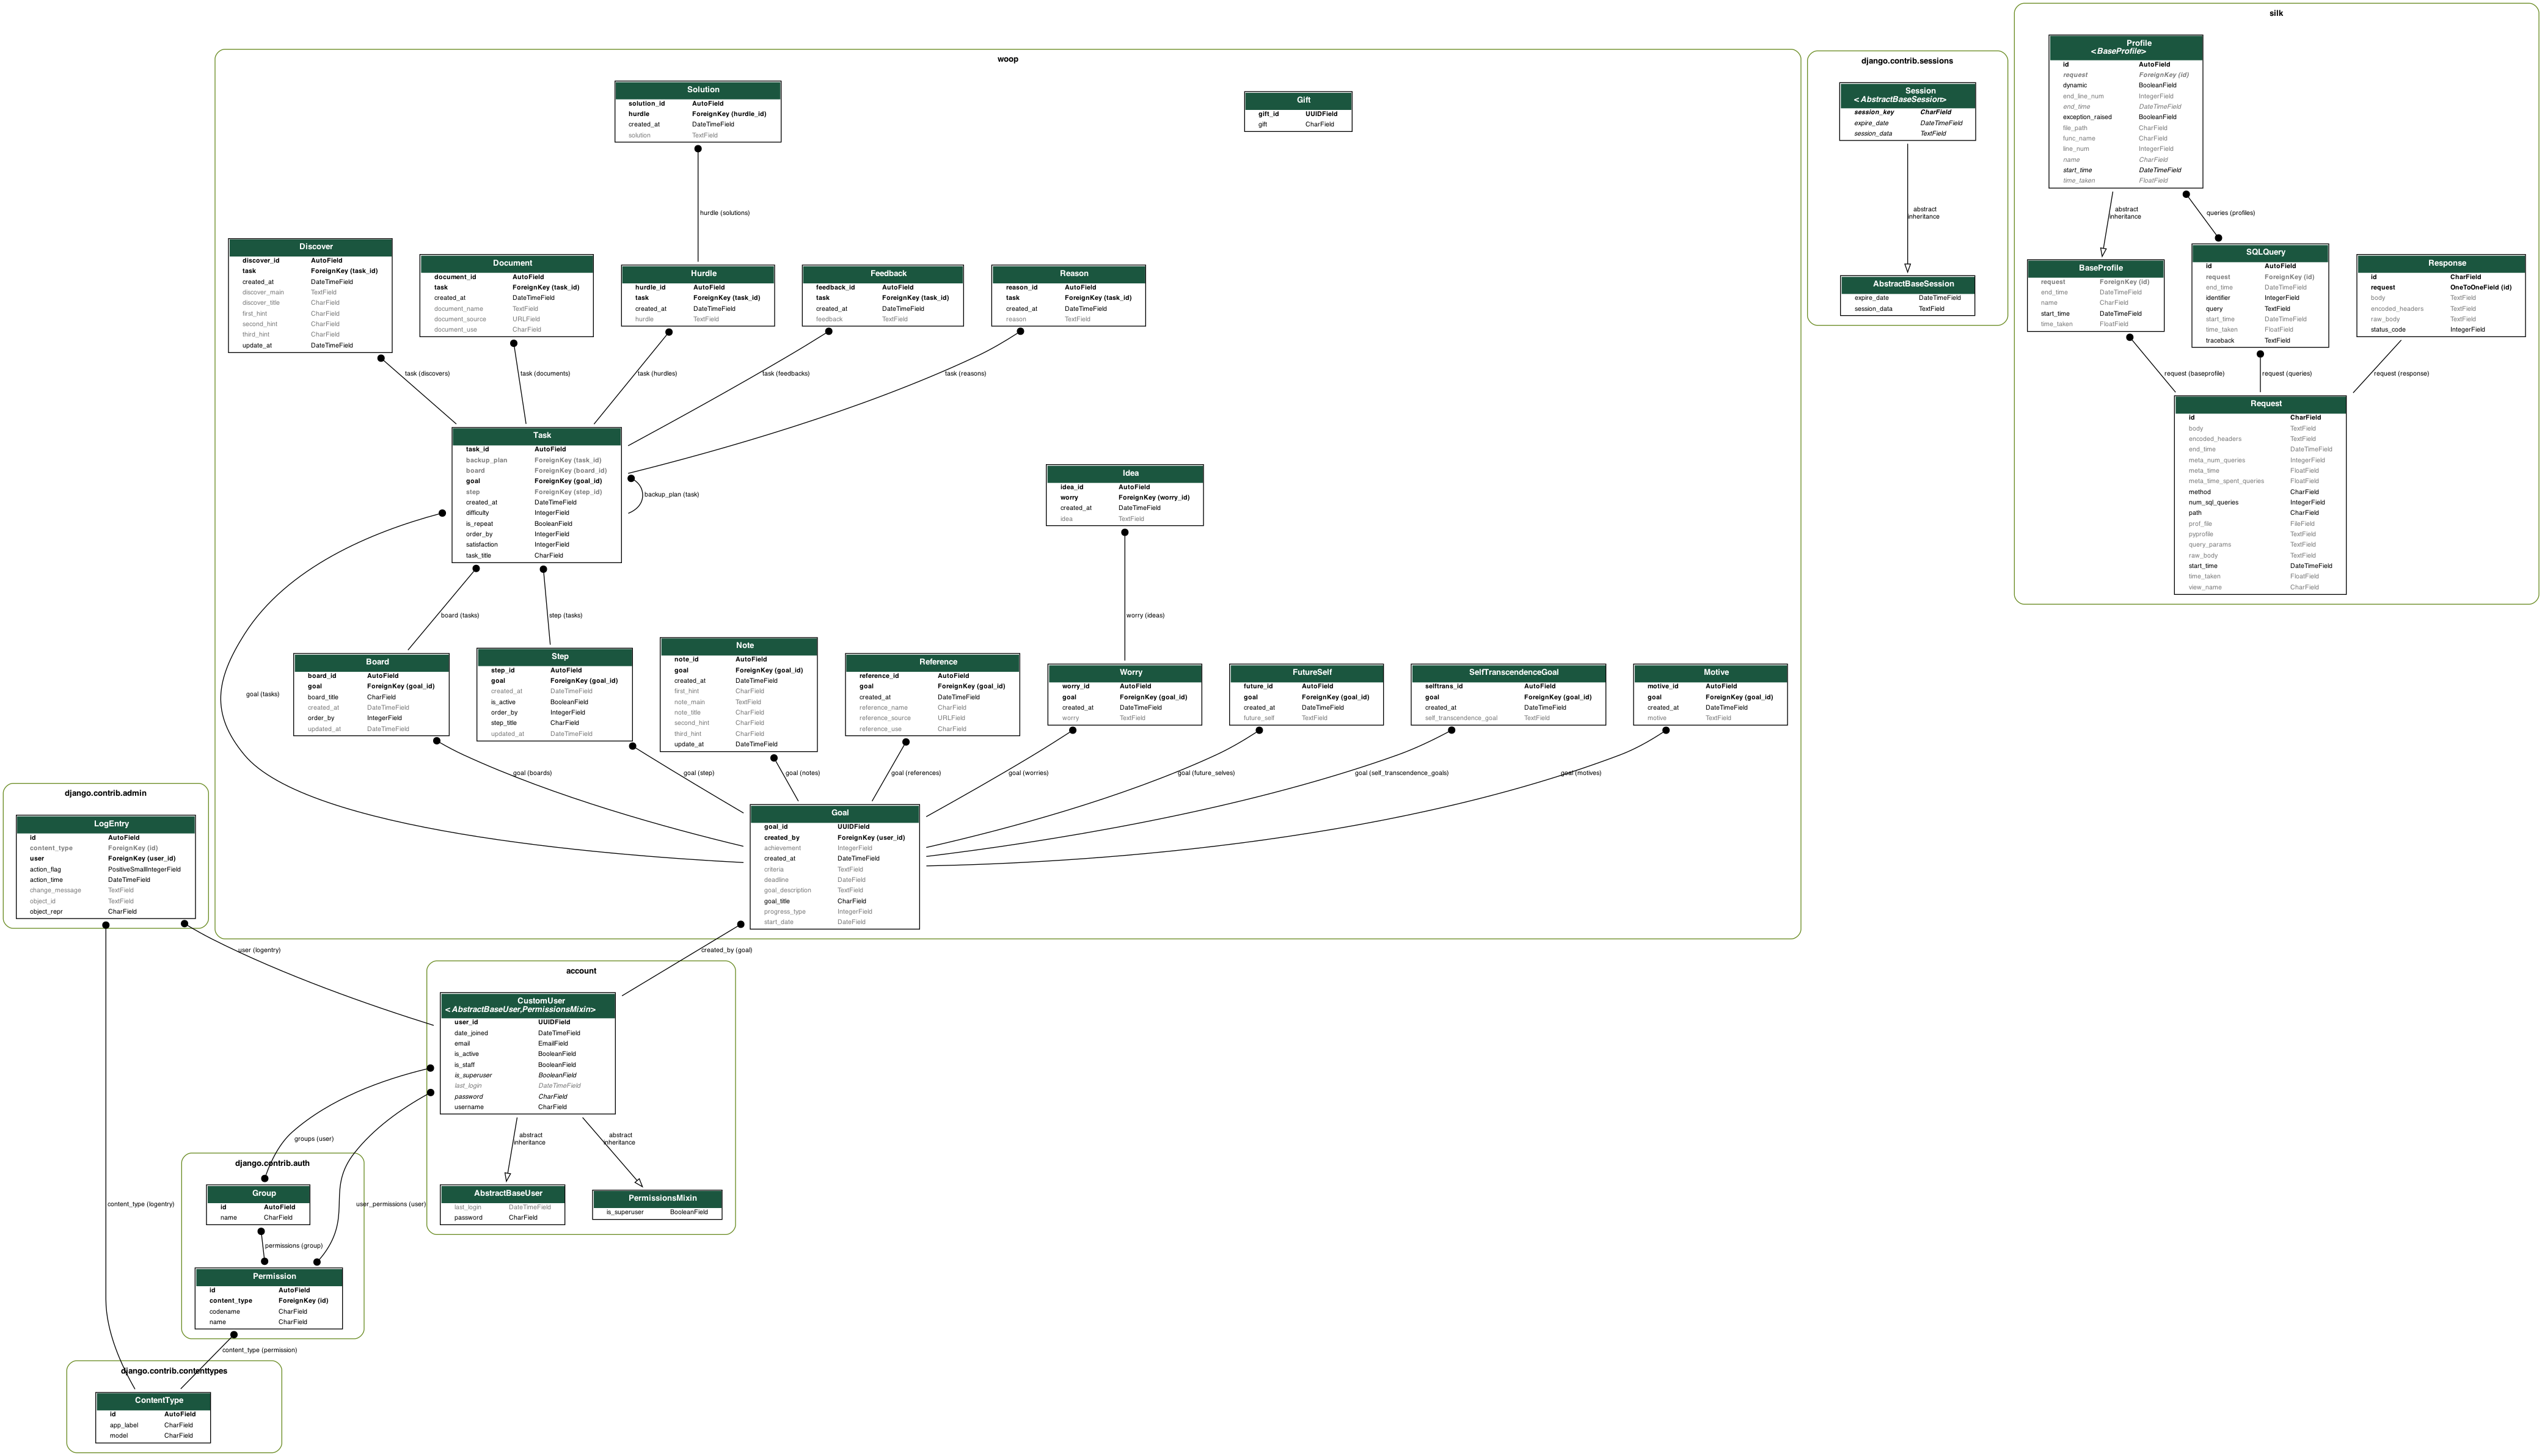 silk
Profile
<BaseProfile>
id AutoField
request ForeignKey (id)
dynamic BooleanField
end_line_num IntegerField
end_time DateTimeField
exception_raised BooleanField
file_path CharField
func_name CharField
line_num IntegerField
name CharField
start_time DateTimeField
time_taken FloatField
abstract
inheritance
queries (profiles)
BaseProfile
request ForeignKey (id)
end_time DateTimeField
name CharField
start_time DateTimeField
time_taken FloatField
SQLQuery
id AutoField
request ForeignKey (id)
end_time DateTimeField
identifier IntegerField
query TextField
start_time DateTimeField
time_taken FloatField
traceback TextField
Response
id CharField
request OneToOneField (id)
body TextField
encoded_headers TextField
raw_body TextField
status_code IntegerField
request (baseprofile)
request (queries)
request (response)
Request
id CharField
body TextField
encoded_headers TextField
end_time DateTimeField
meta_num_queries IntegerField
meta_time FloatField
meta_time_spent_queries FloatField
method CharField
num_sql_queries IntegerField
path CharField
prof_file FileField
pyprofile TextField
query_params TextField
raw_body TextField
start_time DateTimeField
time_taken FloatField
view_name CharField
django.contrib.sessions
Session
<AbstractBaseSession>
session_key CharField
expire_date DateTimeField
session_data TextField
abstract
inheritance
AbstractBaseSession
expire_date DateTimeField
session_data TextField
woop
Solution
solution_id AutoField
hurdle ForeignKey (hurdle_id)
created_at DateTimeField
solution TextField
Gift
gift_id UUIDField
gift CharField
hurdle (solutions)
Discover
discover_id AutoField
task ForeignKey (task_id)
created_at DateTimeField
discover_main TextField
discover_title CharField
first_hint CharField
second_hint CharField
third_hint CharField
update_at DateTimeField
Document
document_id AutoField
task ForeignKey (task_id)
created_at DateTimeField
document_name TextField
document_source URLField
document_use CharField
Hurdle
hurdle_id AutoField
task ForeignKey (task_id)
created_at DateTimeField
hurdle TextField
Feedback
feedback_id AutoField
task ForeignKey (task_id)
created_at DateTimeField
feedback TextField
Reason
reason_id AutoField
task ForeignKey (task_id)
created_at DateTimeField
reason TextField
task (discovers)
task (documents)
task (hurdles)
task (feedbacks)
task (reasons)
Task
task_id AutoField
backup_plan ForeignKey (task_id)
board ForeignKey (board_id)
goal ForeignKey (goal_id)
step ForeignKey (step_id)
created_at DateTimeField
difficulty IntegerField
is_repeat BooleanField
order_by IntegerField
satisfaction IntegerField
task_title CharField
backup_plan (task)
Idea
idea_id AutoField
worry ForeignKey (worry_id)
created_at DateTimeField
idea TextField
board (tasks)
step (tasks)
worry (ideas)
goal (tasks)
Board
board_id AutoField
goal ForeignKey (goal_id)
board_title CharField
created_at DateTimeField
order_by IntegerField
updated_at DateTimeField
Step
step_id AutoField
goal ForeignKey (goal_id)
created_at DateTimeField
is_active BooleanField
order_by IntegerField
step_title CharField
updated_at DateTimeField
Note
note_id AutoField
goal ForeignKey (goal_id)
created_at DateTimeField
first_hint CharField
note_main TextField
note_title CharField
second_hint CharField
third_hint CharField
update_at DateTimeField
Reference
reference_id AutoField
goal ForeignKey (goal_id)
created_at DateTimeField
reference_name CharField
reference_source URLField
reference_use CharField
Worry
worry_id AutoField
goal ForeignKey (goal_id)
created_at DateTimeField
worry TextField
FutureSelf
future_id AutoField
goal ForeignKey (goal_id)
created_at DateTimeField
future_self TextField
SelfTranscendenceGoal
selftrans_id AutoField
goal ForeignKey (goal_id)
created_at DateTimeField
self_transcendence_goal TextField
Motive
motive_id AutoField
goal ForeignKey (goal_id)
created_at DateTimeField
motive TextField
goal (boards)
goal (step)
goal (notes)
goal (references)
goal (worries)
goal (future_selves)
goal (self_transcendence_goals)
goal (motives)
Goal
goal_id UUIDField
created_by ForeignKey (user_id)
achievement IntegerField
created_at DateTimeField
criteria TextField
deadline DateField
goal_description TextField
goal_title CharField
progress_type IntegerField
start_date DateField
django.contrib.admin
LogEntry
id AutoField
content_type ForeignKey (id)
user ForeignKey (user_id)
action_flag PositiveSmallIntegerField
action_time DateTimeField
change_message TextField
object_id TextField
object_repr CharField
user (logentry)
created_by (goal)
account
CustomUser
<AbstractBaseUser,PermissionsMixin>
user_id UUIDField
date_joined DateTimeField
email EmailField
is_active BooleanField
is_staff BooleanField
is_superuser BooleanField
last_login DateTimeField
password CharField
username CharField
abstract
inheritance
abstract
inheritance
AbstractBaseUser
last_login DateTimeField
password CharField
PermissionsMixin
is_superuser BooleanField
groups (user)
django.contrib.auth
Group
id AutoField
name CharField
content_type (logentry)
user_permissions (user)
permissions (group)
Permission
id AutoField
content_type ForeignKey (id)
codename CharField
name CharField
content_type (permission)
django.contrib.contenttypes
ContentType
id AutoField
app_label CharField
model CharField